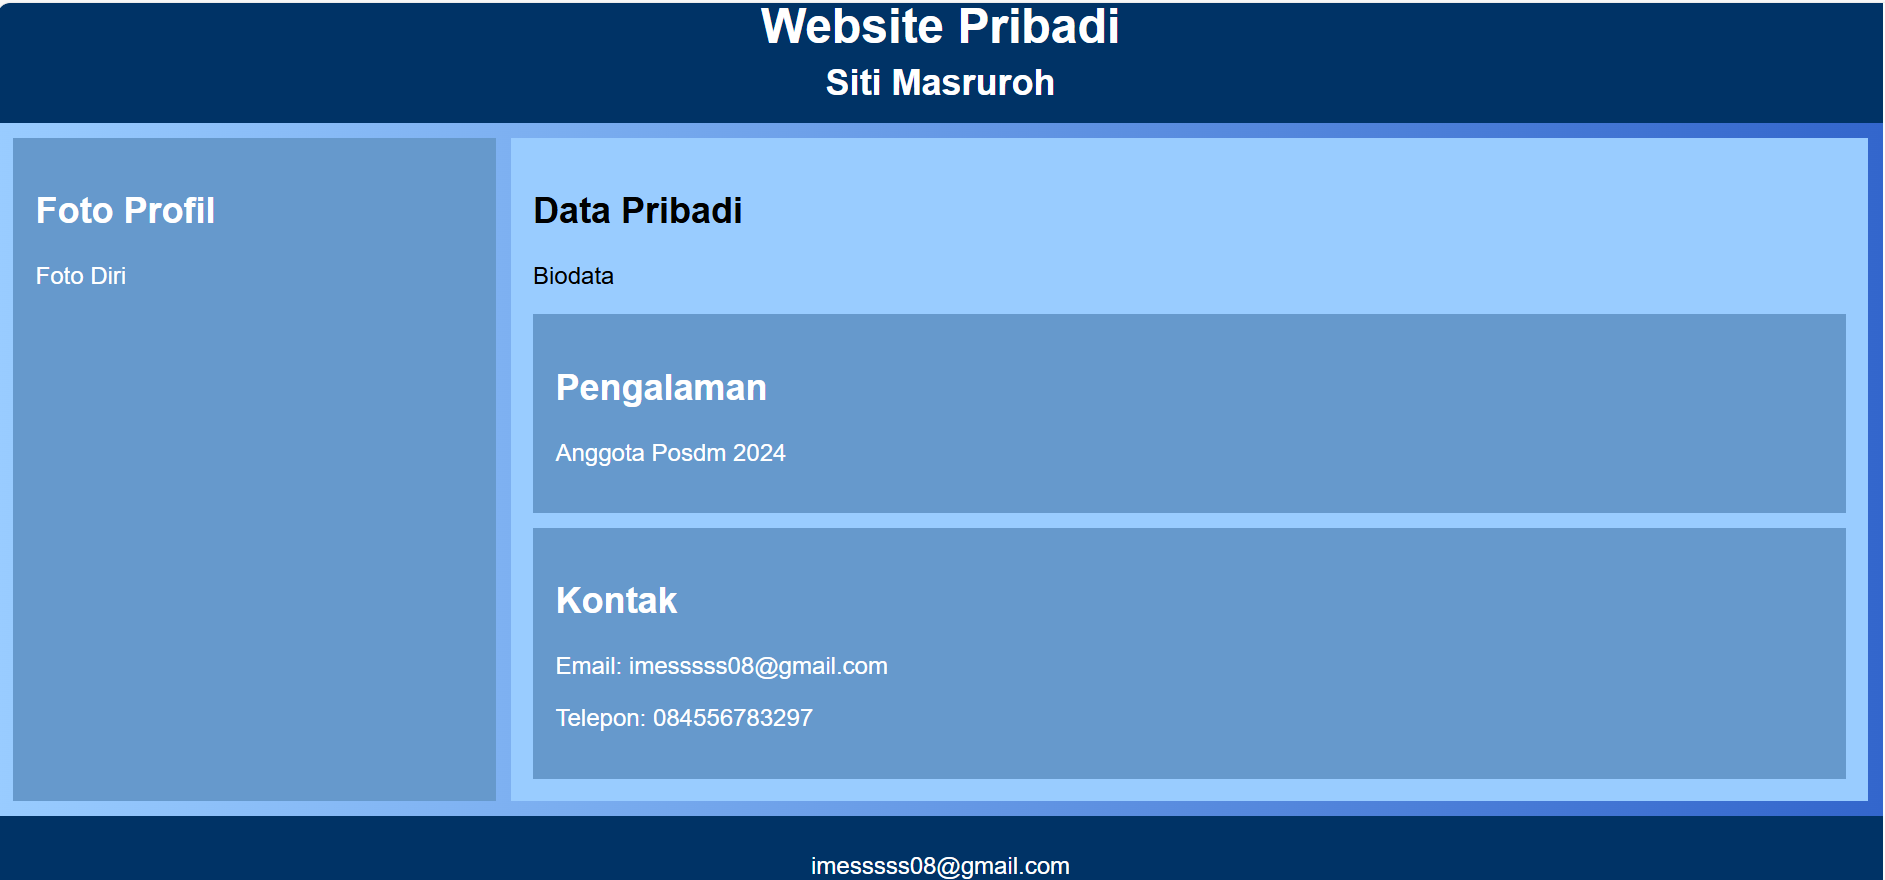 Website Pribadi
Siti Masruroh
Foto Profil
Foto Diri
Data Pribadi
Biodata
Pengalaman
Anggota Posdm 2024
Kontak
Email: imesssss08@gmail.com
Telepon: 084556783297
imesssss08@gmail.com